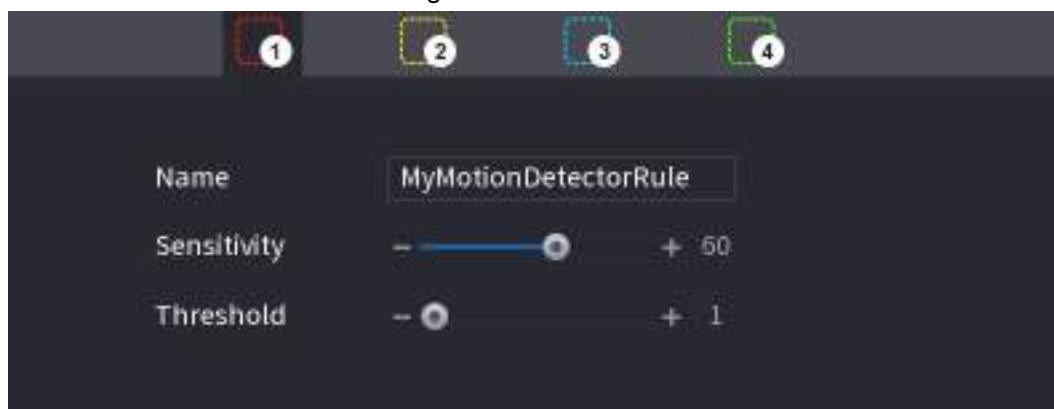 1 2 3 4
Name MyMotionDetectorRule
Sensitivity - + 60
Threshold - + 1